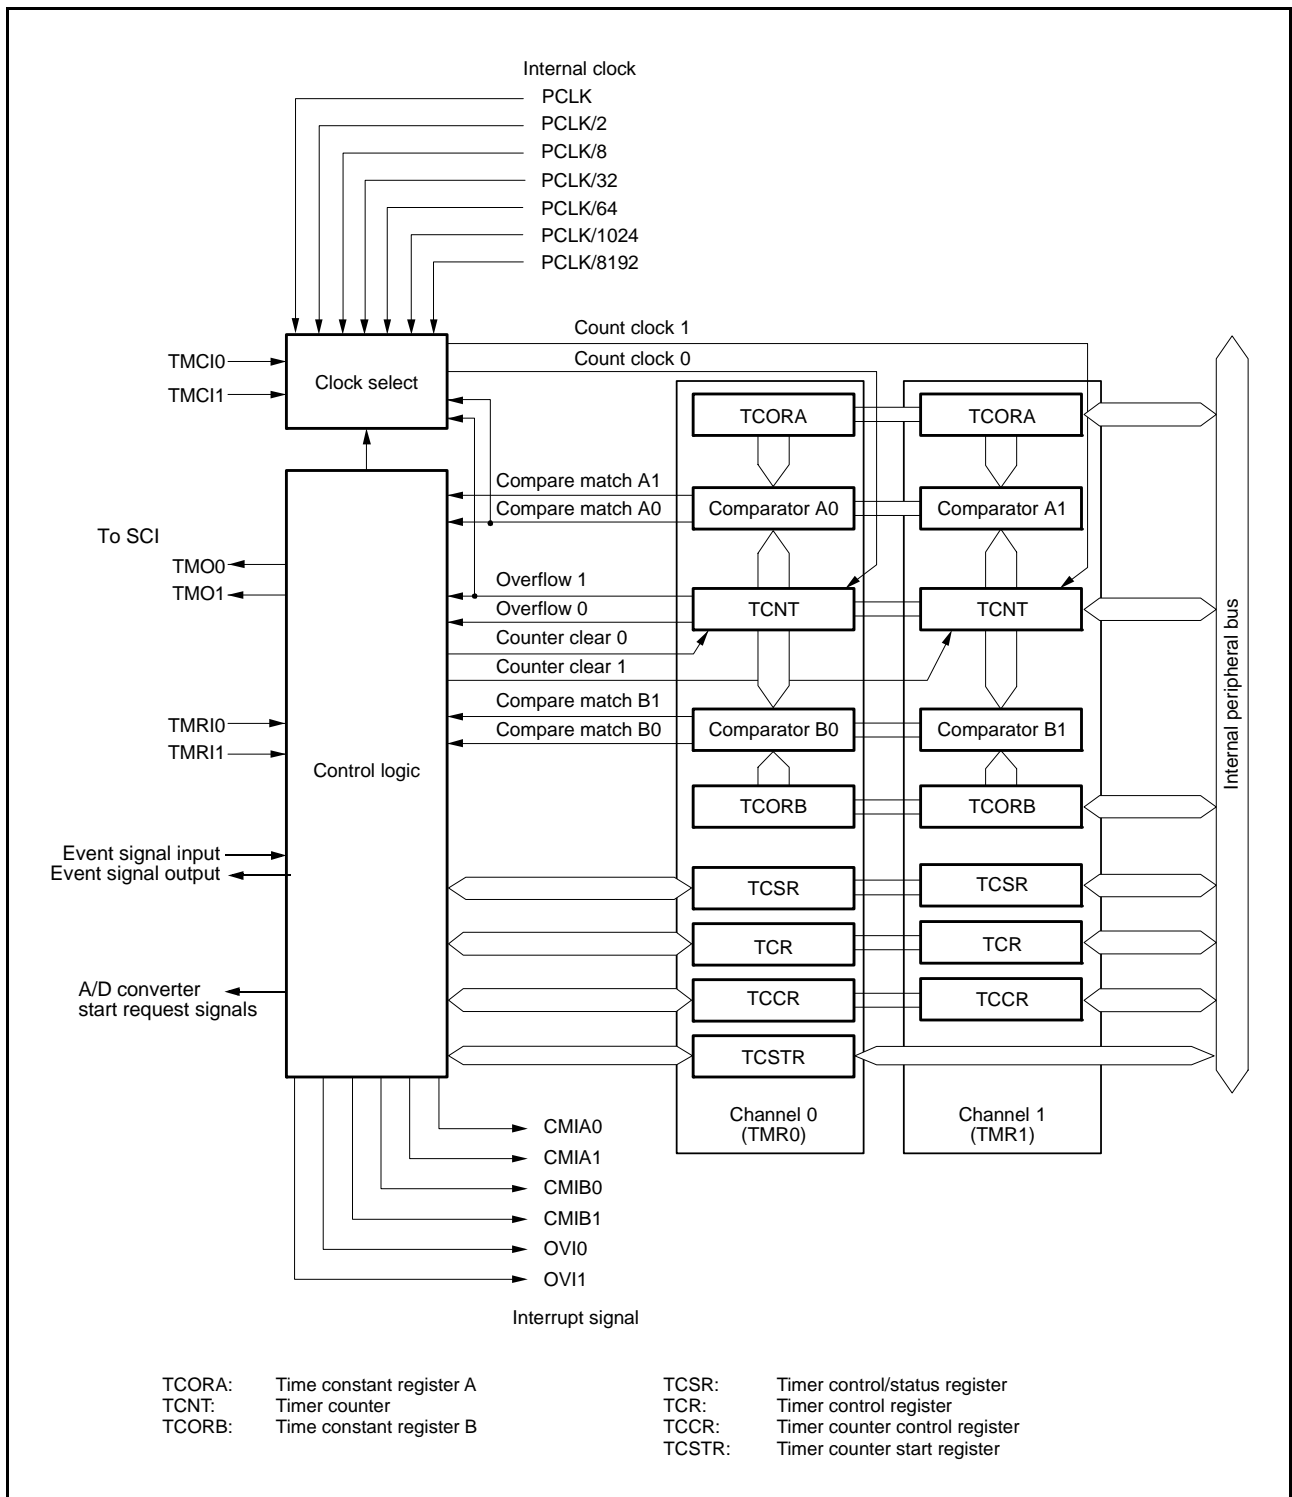 Internal clock
PCLK
PCLK/2
PCLK/8
PCLK/32
PCLK/64
PCLK/1024
PCLK/8192
Count clock 1
Count clock 0
TMCI0
TMCI1
Clock select
TCORA
TCORA
Compare match A1
Compare match A0
Comparator A0
Comparator A1
To SCI
TMO0
TMO1
Overflow 1
Overflow 0
TCNT
TCNT
Counter clear 0
Counter clear 1
Internal peripheral bus
TMRI0
TMRI1
Compare match B1
Compare match B0
Comparator B0
Comparator B1
Control logic
TCORB
TCORB
Event signal input
Event signal output
TCSR
TCSR
TCR
TCR
A/D converter
start request signals
TCCR
TCCR
TCSTR
Channel 0
(TMR0)
Channel 1
(TMR1)
CMIA0
CMIA1
CMIB0
CMIB1
OVI0
OVI1
Interrupt signal
TCORA: Time constant register A
TCNT: Timer counter
TCORB: Time constant register B
TCSR: Timer control/status register
TCR: Timer control register
TCCR: Timer counter control register
TCSTR: Timer counter start register